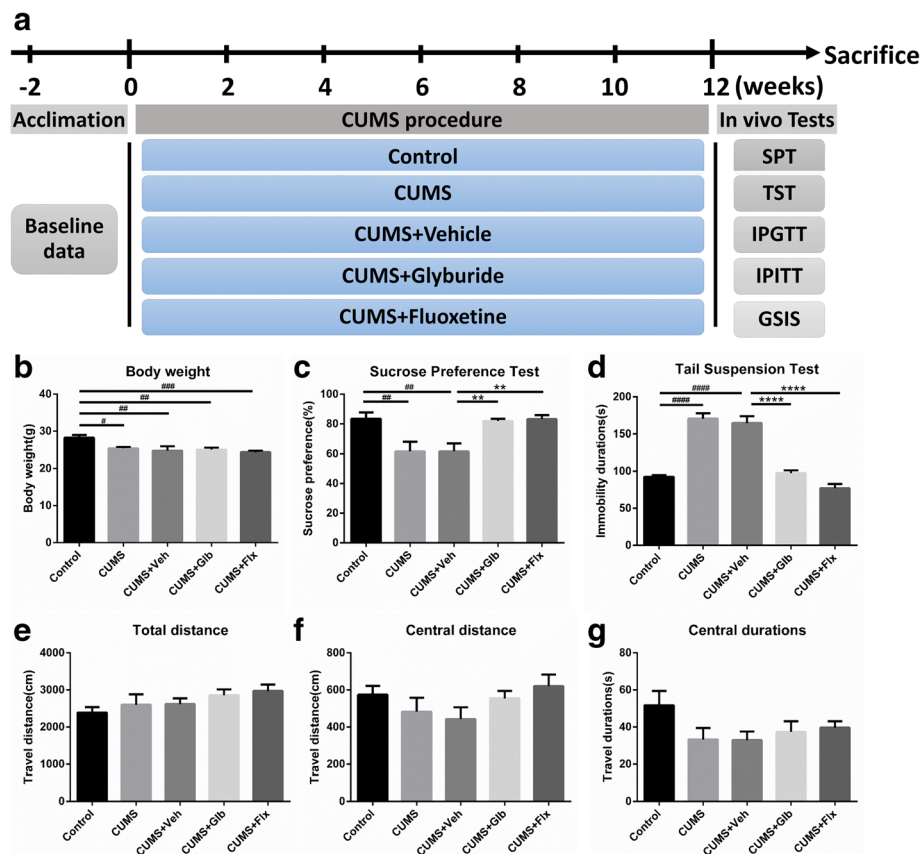 a
Sacrifice
-2 0 2 4 6 8 10 12 (weeks)
Acclimation
CUMS procedure
In vivo Tests
Baseline
data
Control
CUMS
CUMS+Vehicle
CUMS+Glyburide
CUMS+Fluoxetine
SPT
TST
IPGTT
IPITT
GSIS
b
Body weight
Body weight(g)
40
30
20
10
0
###
##
##
#
Control CUMS CUMS+Veh CUMS+Glb CUMS+Flx
c
Sucrose Preference Test
Sucrose preference(%)
100
80
60
40
20
0
## **
## **
Control CUMS CUMS+Veh CUMS+Glb CUMS+Flx
d
Tail Suspension Test
Immobility durations(s)
200
150
100
50
0
#### ****
#### ****
Control CUMS CUMS+Veh CUMS+Glb CUMS+Flx
e
Total distance
Travel distance(cm)
4000
3000
2000
1000
0
Control CUMS CUMS+Veh CUMS+Glb CUMS+Flx
f
Central distance
Travel distance(cm)
800
600
400
200
0
Control CUMS CUMS+Veh CUMS+Glb CUMS+Flx
g
Central durations
Travel durations(s)
80
60
40
20
0
Control CUMS CUMS+Veh CUMS+Glb CUMS+Flx